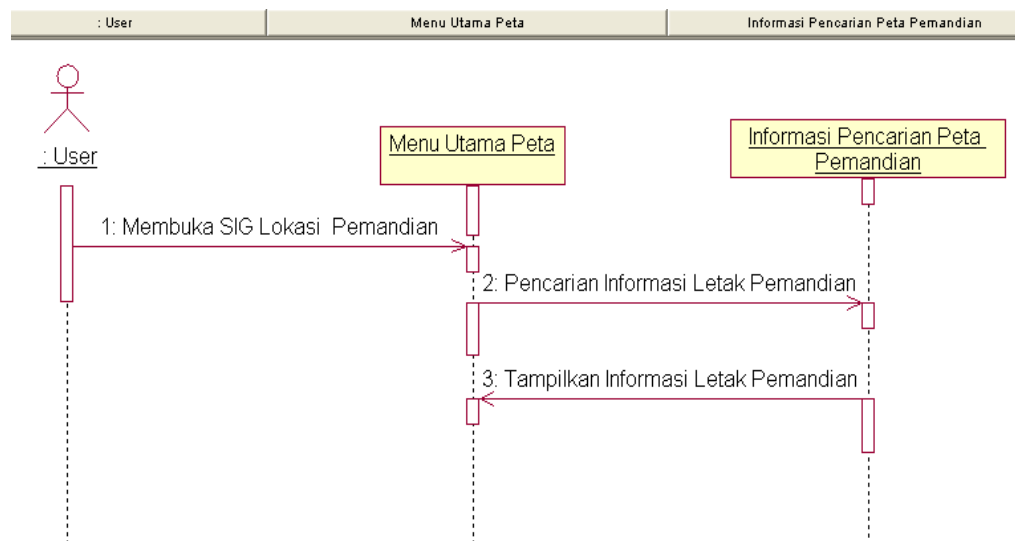 : User
Menu Utama Peta
Informasi Pencarian Peta Pemandian
: User
Menu Utama Peta
Informasi Pencarian Peta
Pemandian
1: Membuka SIG Lokasi Pemandian
2: Pencarian Informasi Letak Pemandian
3: Tampilkan Informasi Letak Pemandian